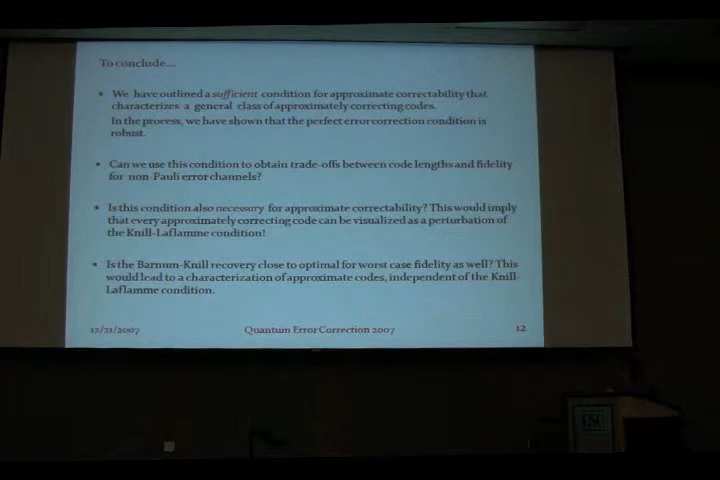 To conclude...
• We have outlined a sufficient condition for approximate correctability that
characterizes a general class of approximately correcting codes.
In the process, we have shown that the perfect error correction condition is
robust.
• Can we use this condition to obtain trade-offs between code lengths and fidelity
for non-Pauli error channels?
• Is this condition also necessary for approximate correctability? This would imply
that every approximately correcting code can be visualized as a perturbation of
the Knill-Laflamme condition!
• Is the Barnum-Knill recovery close to optimal for worst case fidelity as well? This
would lead to a characterization of approximate codes, independent of the Knill-
Laflamme condition.
12/21/2007 Quantum Error Correction 2007 12
USC